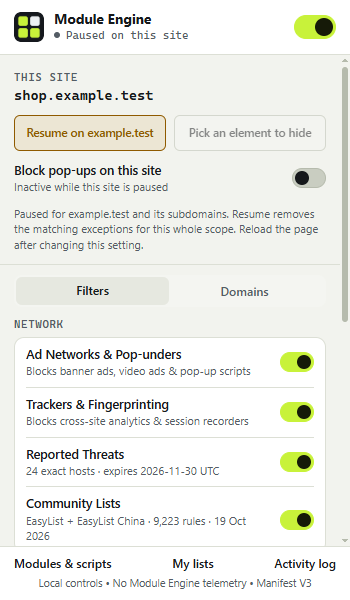 Module Engine
Paused on this site
THIS SITE
shop.example.test
Resume on example.test
Pick an element to hide
Block pop-ups on this site
Inactive while this site is paused
Paused for example.test and its subdomains. Resume removes
the matching exceptions for this whole scope. Reload the page
after changing this setting.
Filters
Domains
NETWORK
Ad Networks & Pop-unders
Blocks banner ads, video ads & pop-up scripts
Trackers & Fingerprinting
Blocks cross-site analytics & session recorders
Reported Threats
24 exact hosts · expires 2026-11-30 UTC
Community Lists
EasyList + EasyList China · 9,223 rules · 19 Oct
2026
Modules & scripts
My lists
Activity log
Local controls • No Module Engine telemetry • Manifest V3